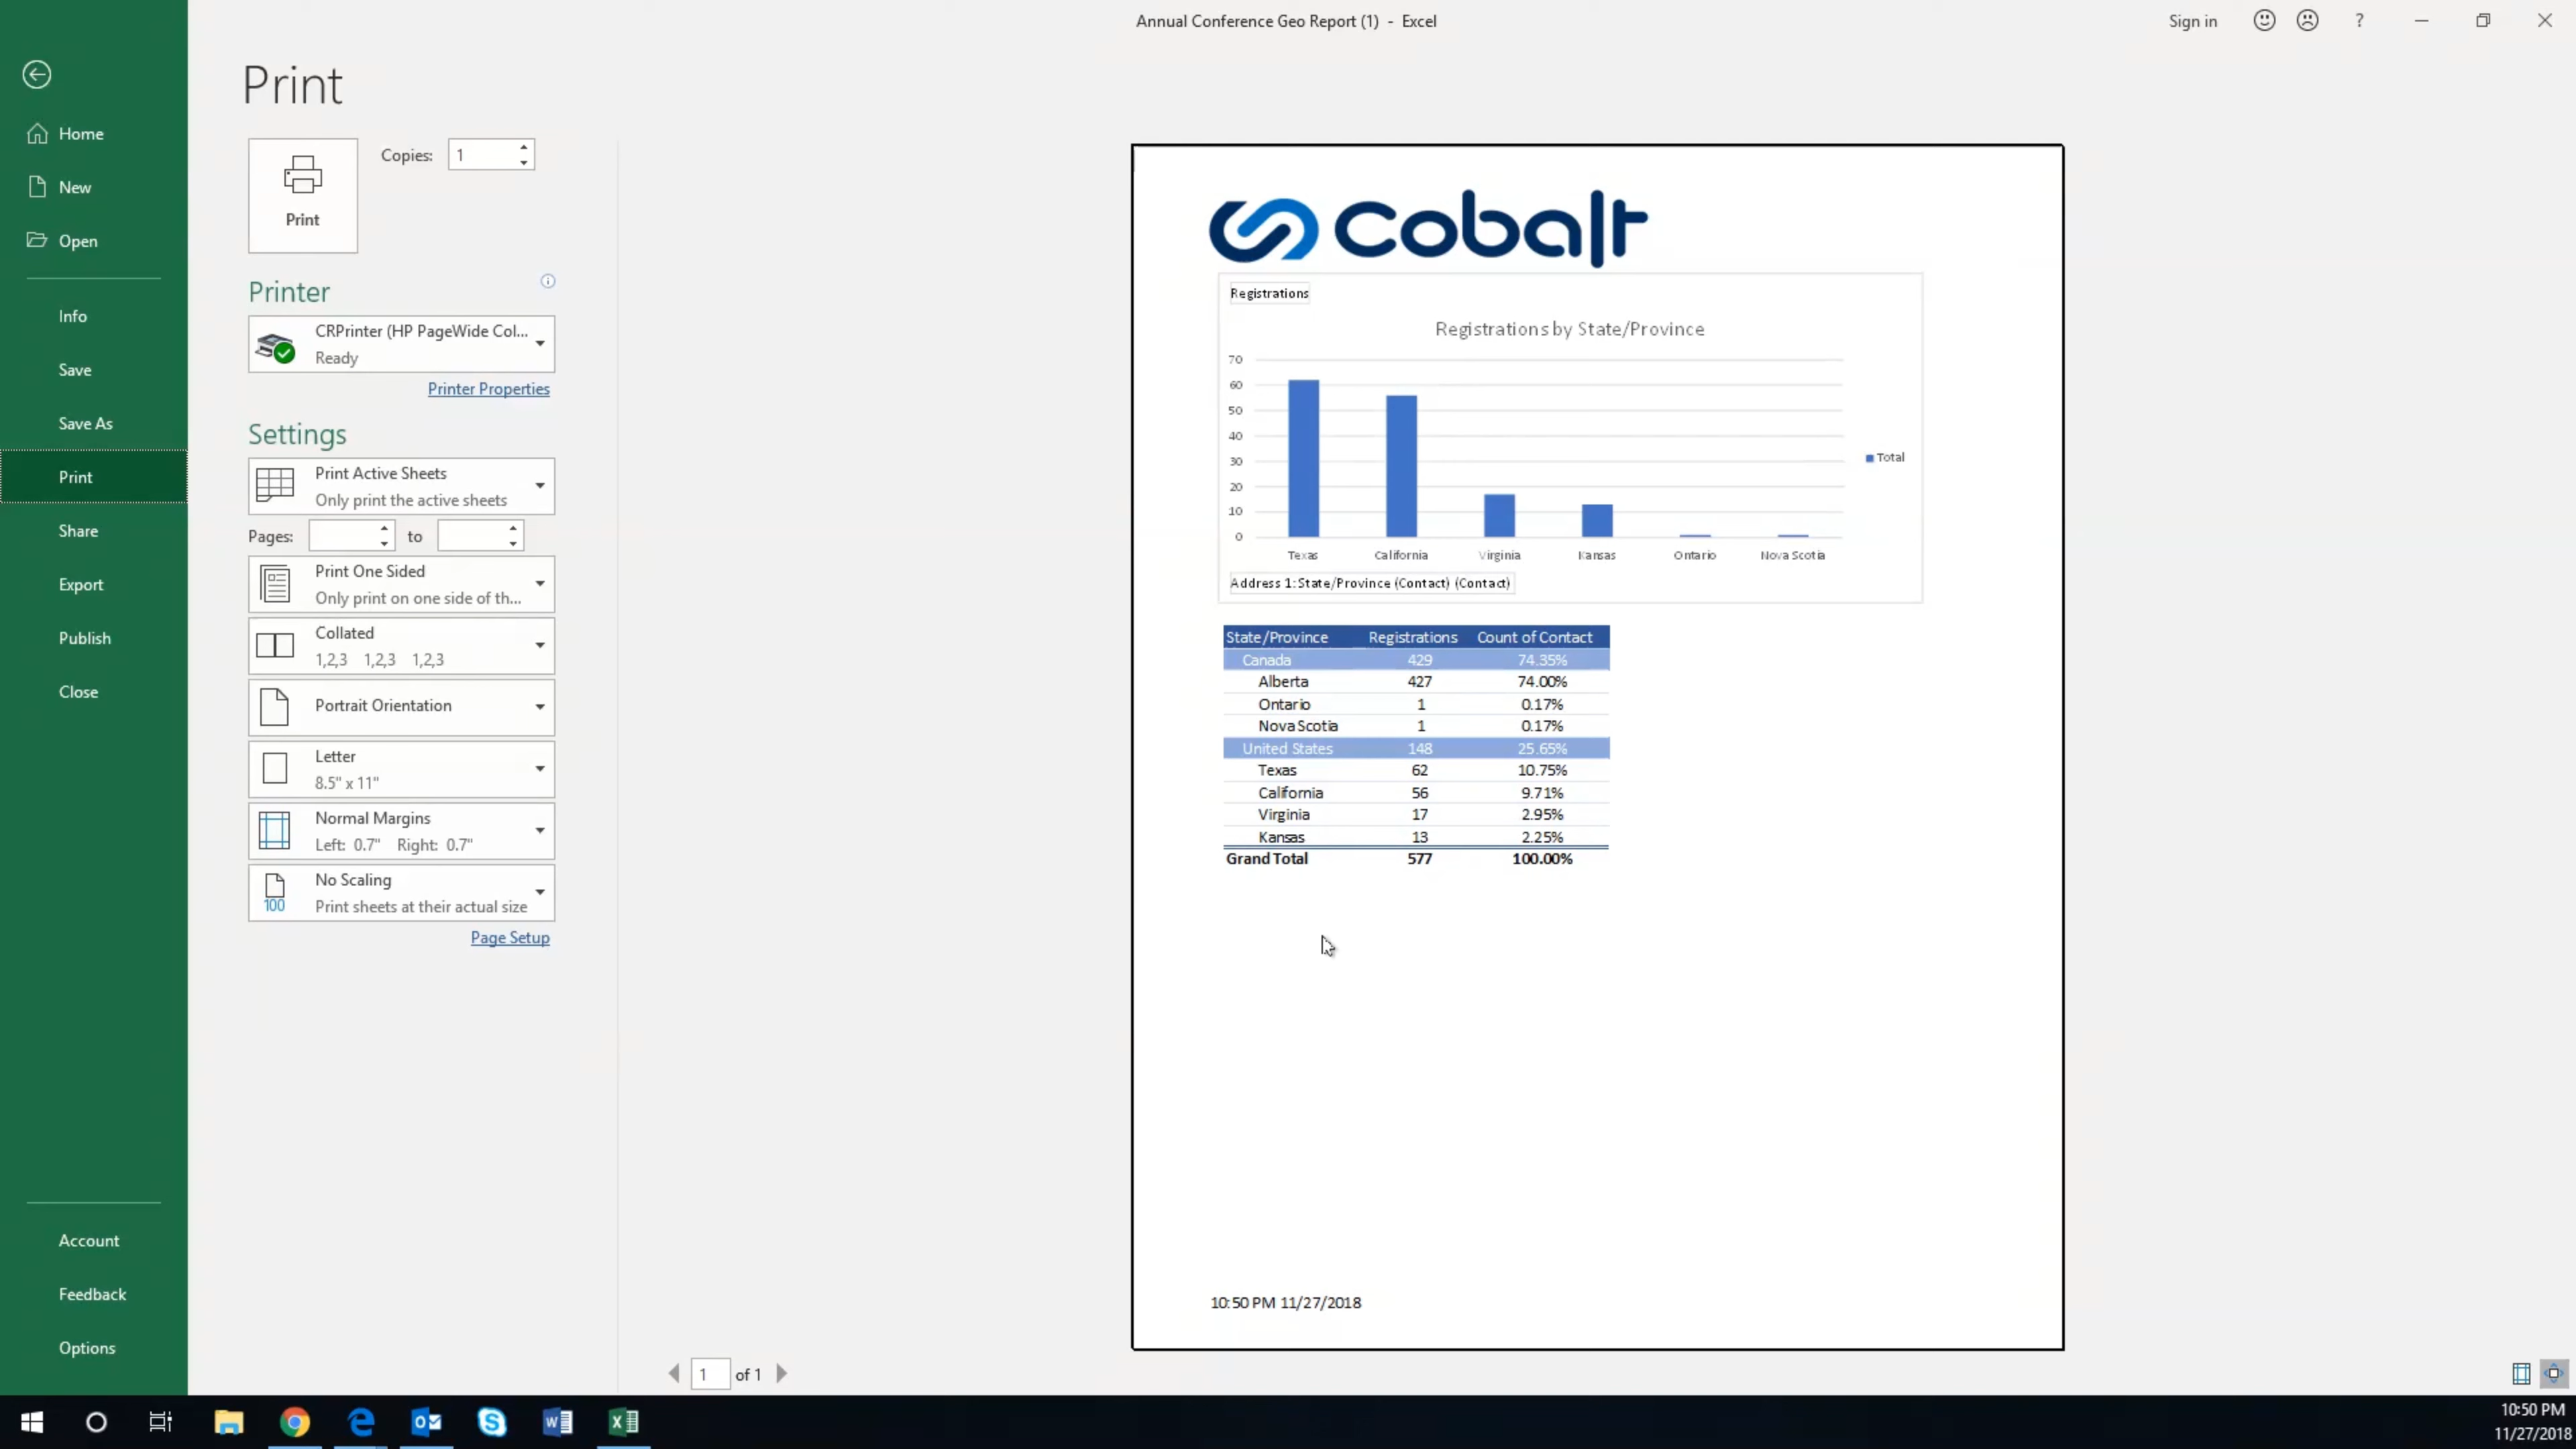 Annual Conference Geo Report (1) - Excel
Sign in
?
Print
Home
New
Open
Info
Save
Save As
Print
Share
Export
Publish
Close
Account
Feedback
Options
Print
Copies: 1
Printer
CRPrinter (HP PageWide Col...
Ready
Printer Properties
Settings
Print Active Sheets
Only print the active sheets
Pages: to
Print One Sided
Only print on one side of th...
Collated
1,2,3 1,2,3 1,2,3
Portrait Orientation
Letter
8.5" x 11"
Normal Margins
Left: 0.7" Right: 0.7"
No Scaling
100
Print sheets at their actual size
Page Setup
Cobalt
Registrations
Registrations by State/Province
70
60
50
40
30
20
10
0
Total
Texas California Virginia Kansas Ontario Nova Scotia
Address 1:State/Province (Contact) (Contact)
State/Province Registrations Count of Contact
Canada 429 74.35%
Alberta 427 74.00%
Ontario 1 0.17%
Nova Scotia 1 0.17%
United States 148 25.65%
Texas 62 10.75%
California 56 9.71%
Virginia 17 2.95%
Kansas 13 2.25%
Grand Total 577 100.00%
10:50 PM 11/27/2018
1 of 1
10:50 PM
11/27/2018